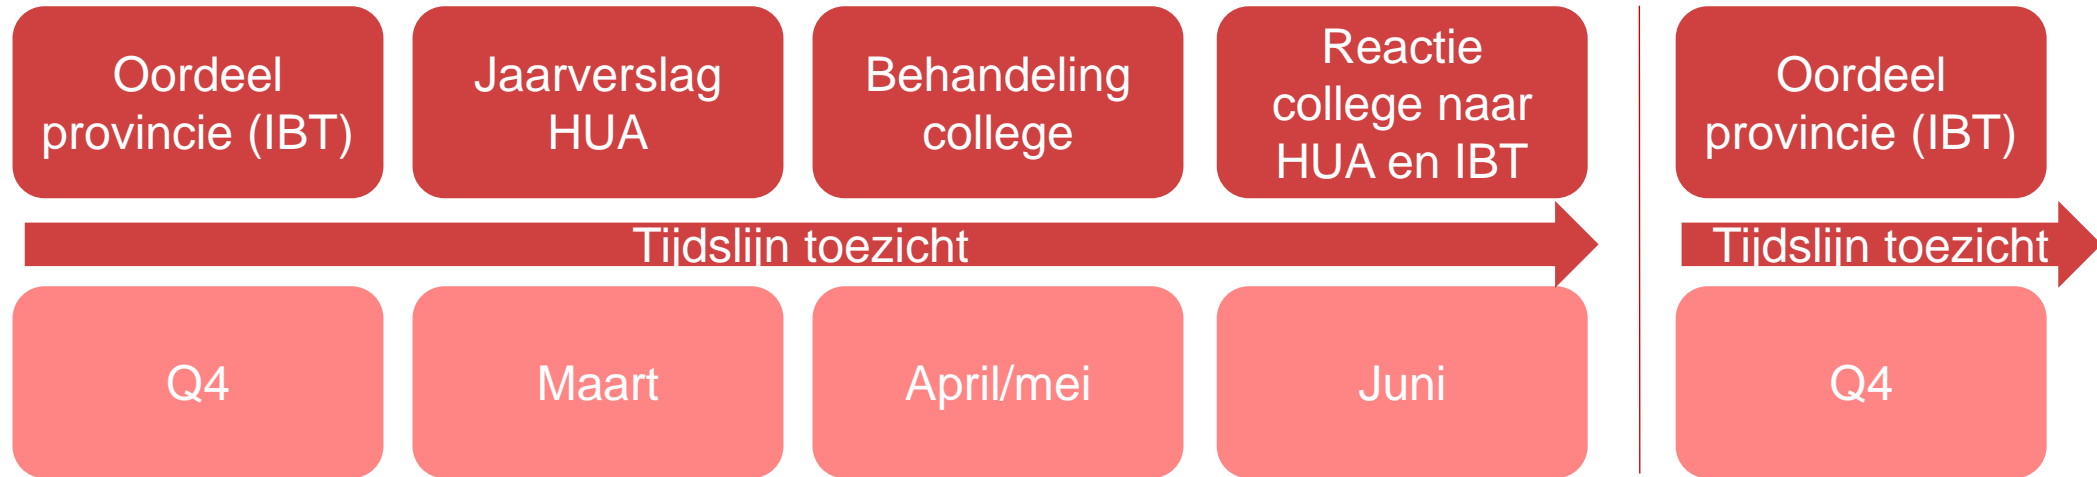 Oordeel
provincie (IBT)
Jaarverslag
HUA
Behandeling
college
Reactie
college naar
HUA en IBT
Oordeel
provincie (IBT)
Tijdslijn toezicht
Tijdslijn toezicht
Q4
Maart
April/mei
Juni
Q4